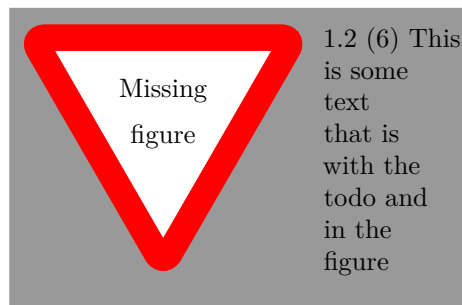 Missing
figure
1.2 (6) This
is some
text
that is
with the
todo and
in the
figure